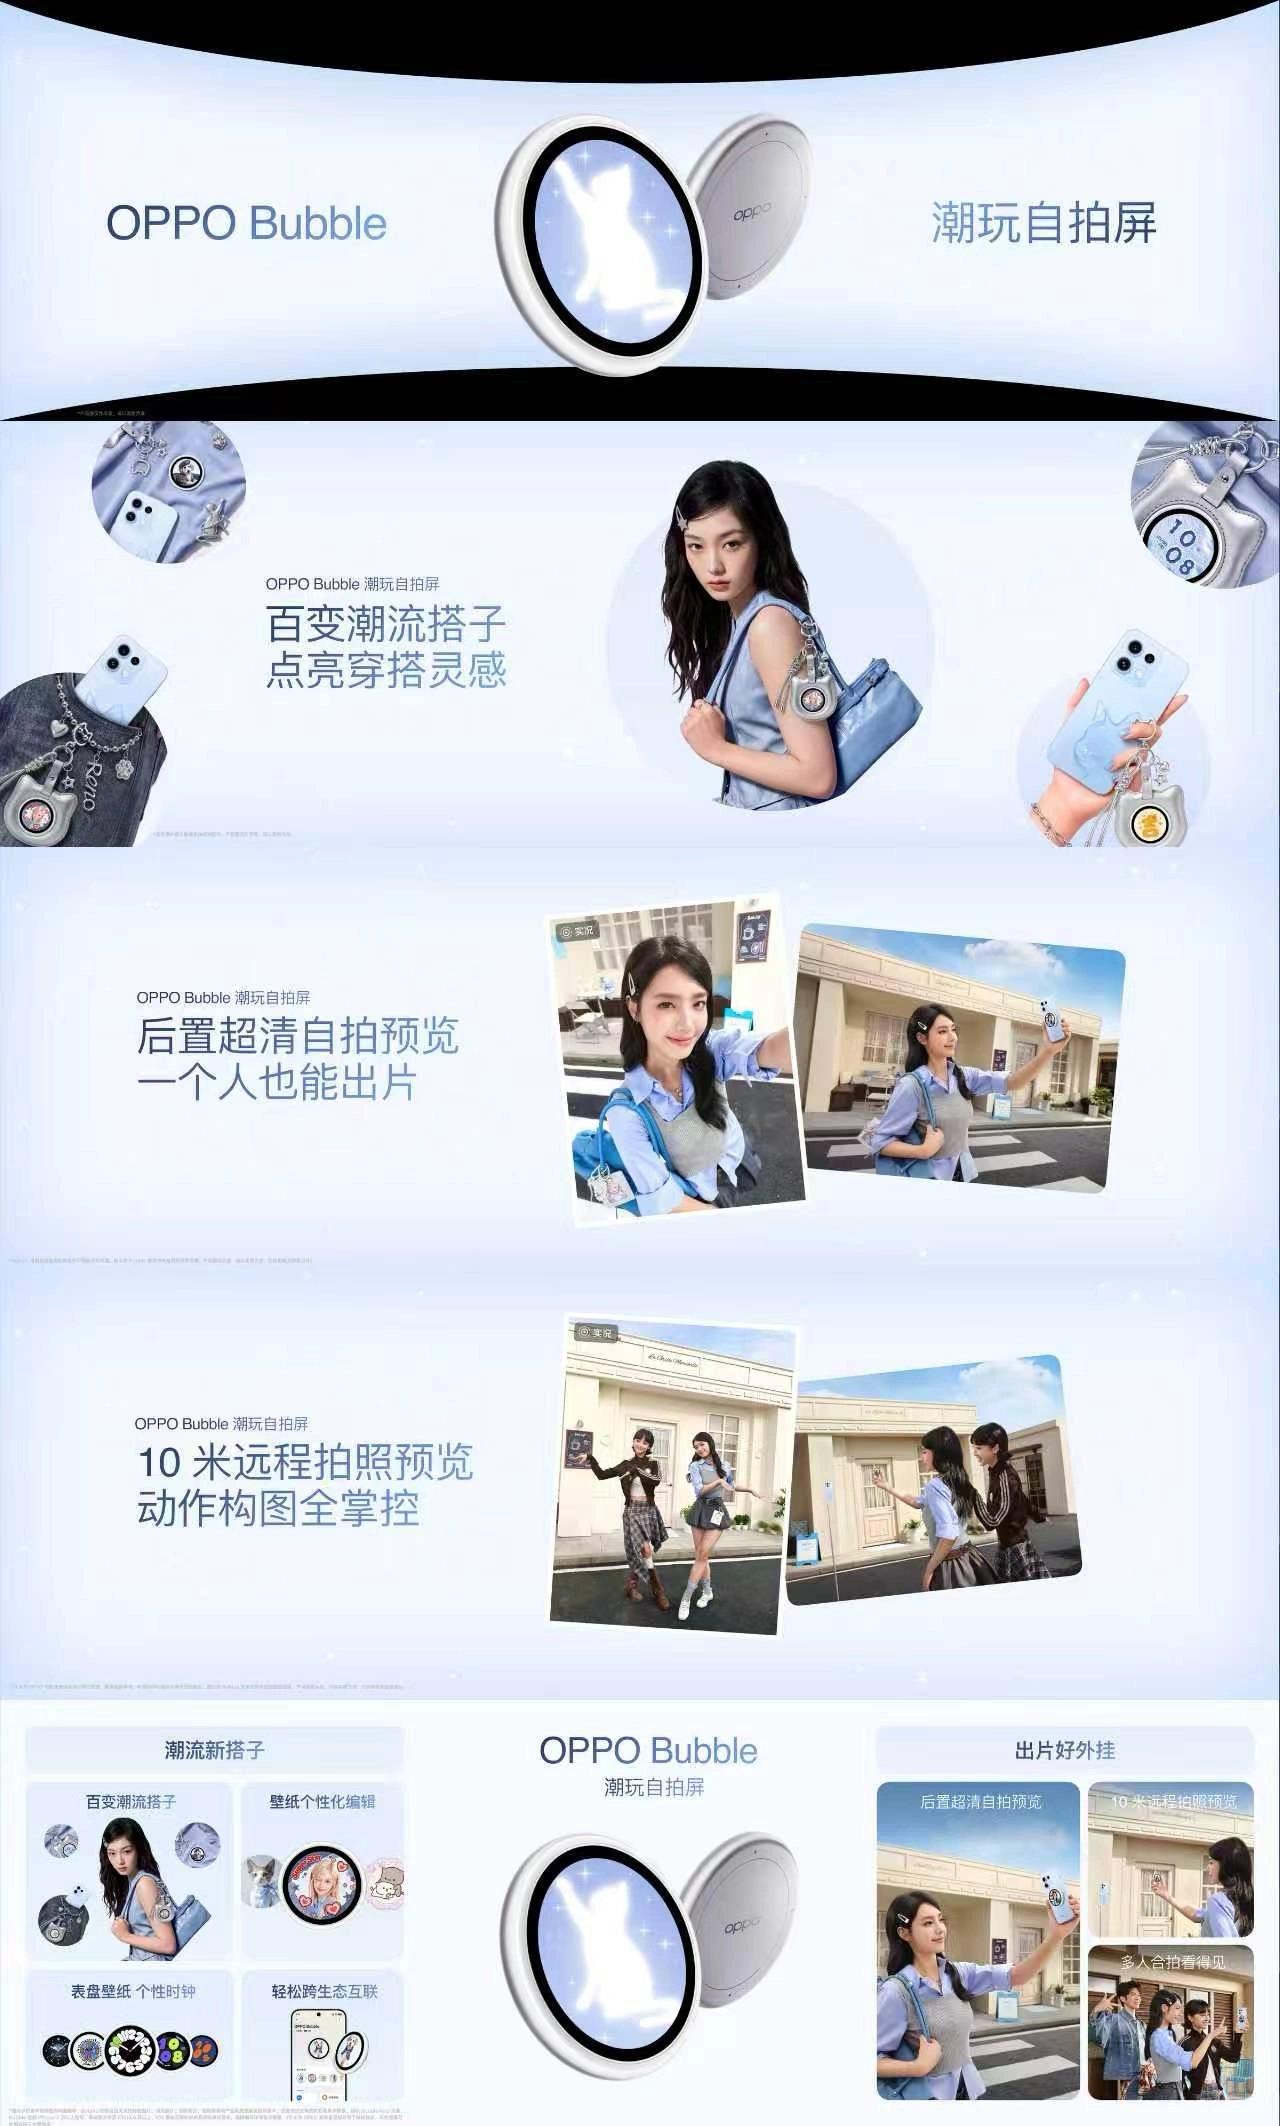 OPPO Bubble
潮玩自拍屏
oppo
OPPO Bubble 潮玩自拍屏
百变潮流搭子
点亮穿搭灵感
10
08
Reno
OPPO Bubble 潮玩自拍屏
后置超清自拍预览
一个人也能出片
实况
OPPO Bubble 潮玩自拍屏
10 米远程拍照预览
动作构图全掌控
实况
潮流新搭子
百变潮流搭子
壁纸个性化编辑
表盘壁纸 个性时钟
轻松跨生态互联
OPPO Bubble
OPPO Bubble
潮玩自拍屏
oppo
出片好外挂
后置超清自拍预览
10 米远程拍照预览
多人合拍看得见